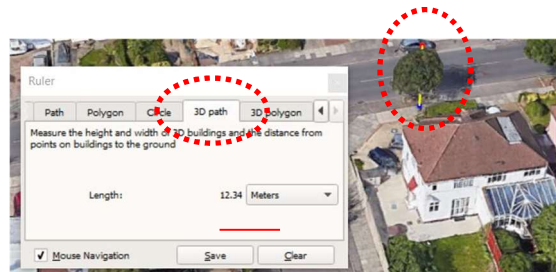 Ruler
Path Polygon Circle 3D path 3D polygon
Measure the height and width of 3D buildings and the distance from
points on buildings to the ground
Length: 12.34 Meters
Mouse Navigation Save Clear